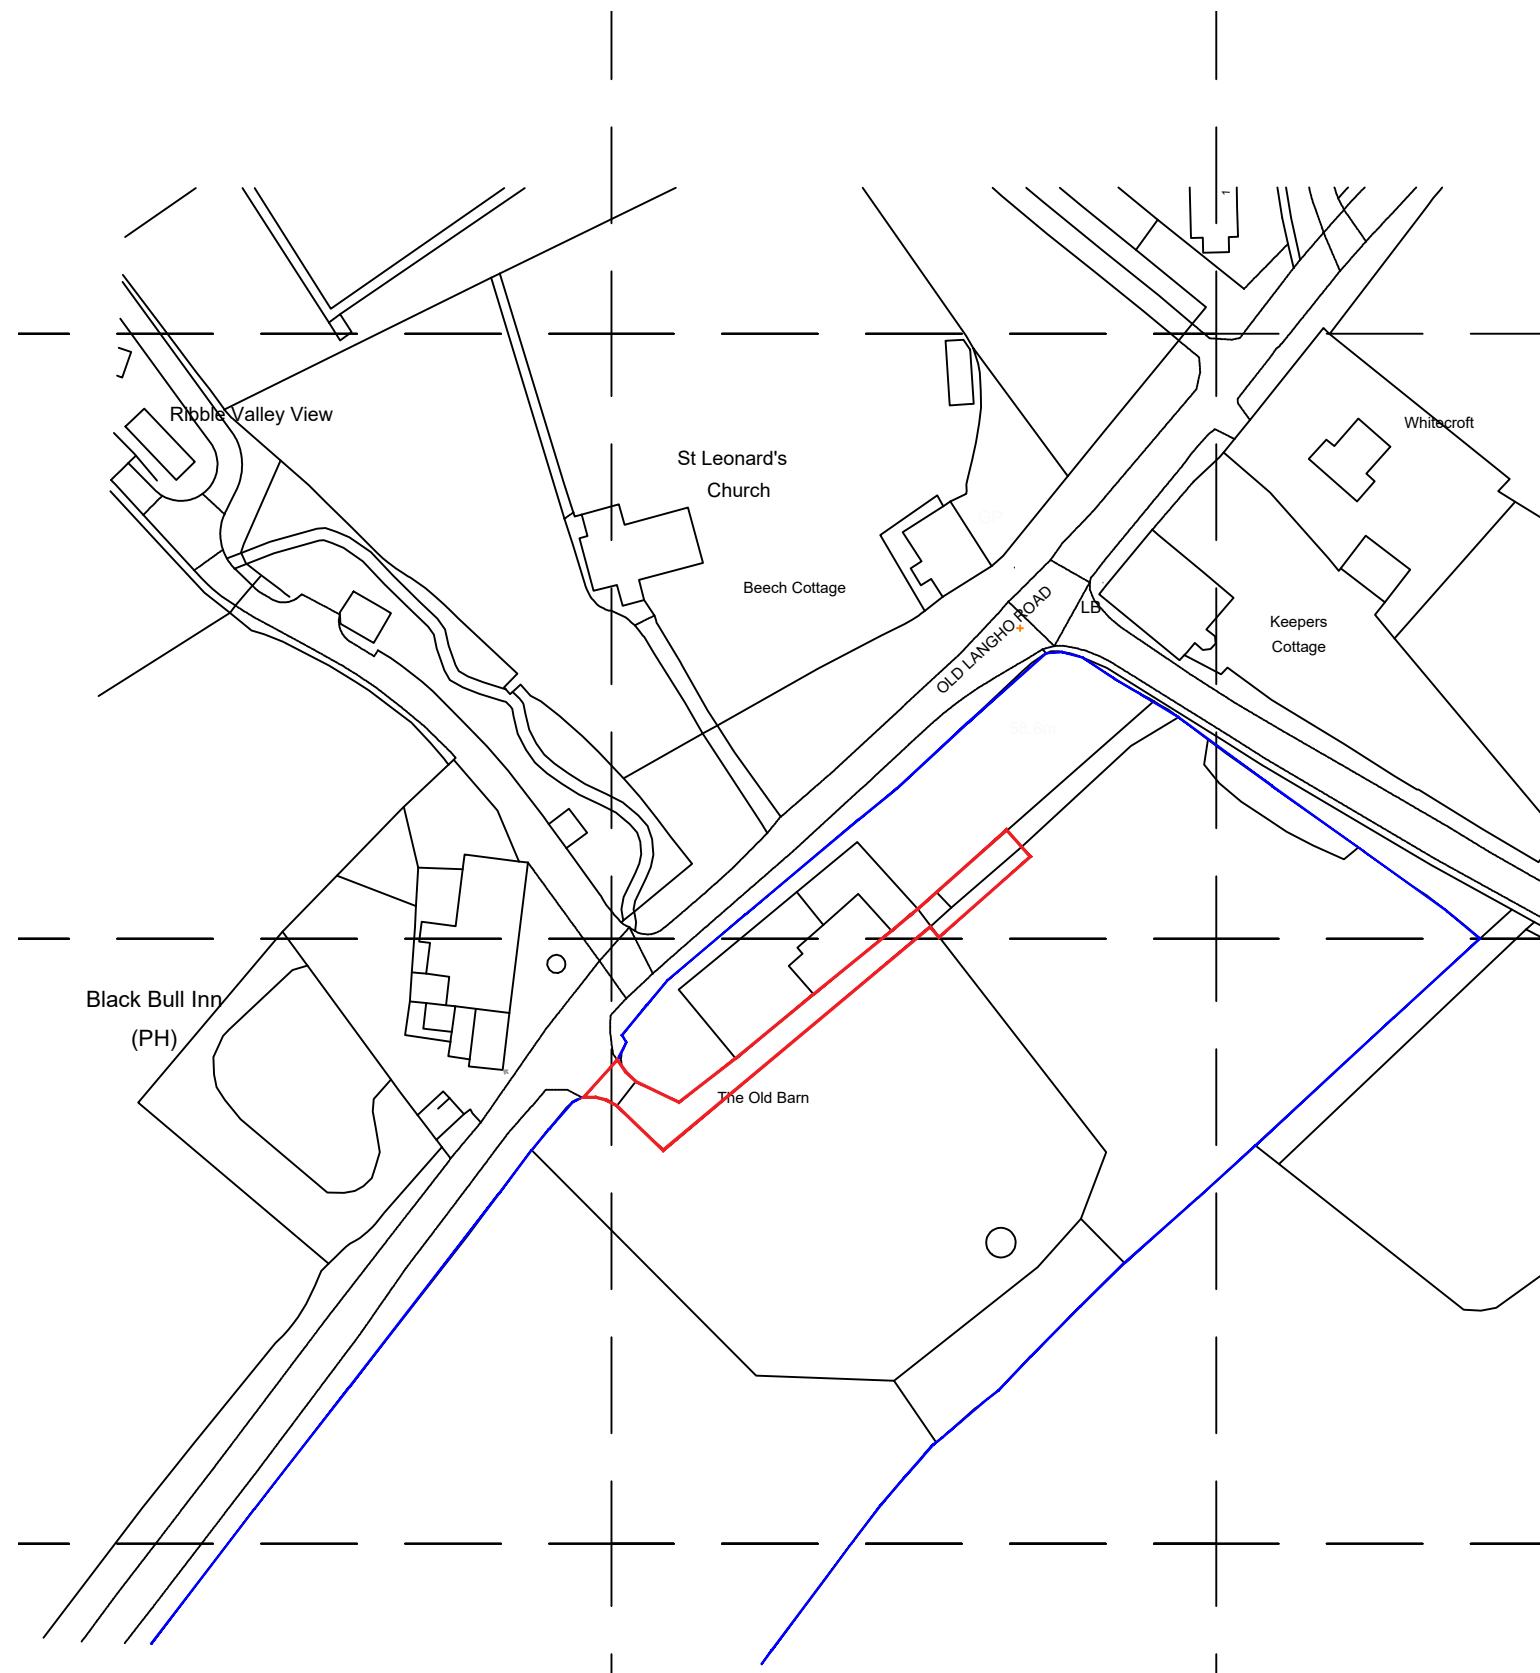 1
Ribble Valley View
Whitecroft
St Leonard's
Church
Beech Cottage
OLD LANGHO ROAD
LB
Keepers
Cottage
Black Bull Inn
(PH)
The Old Barn